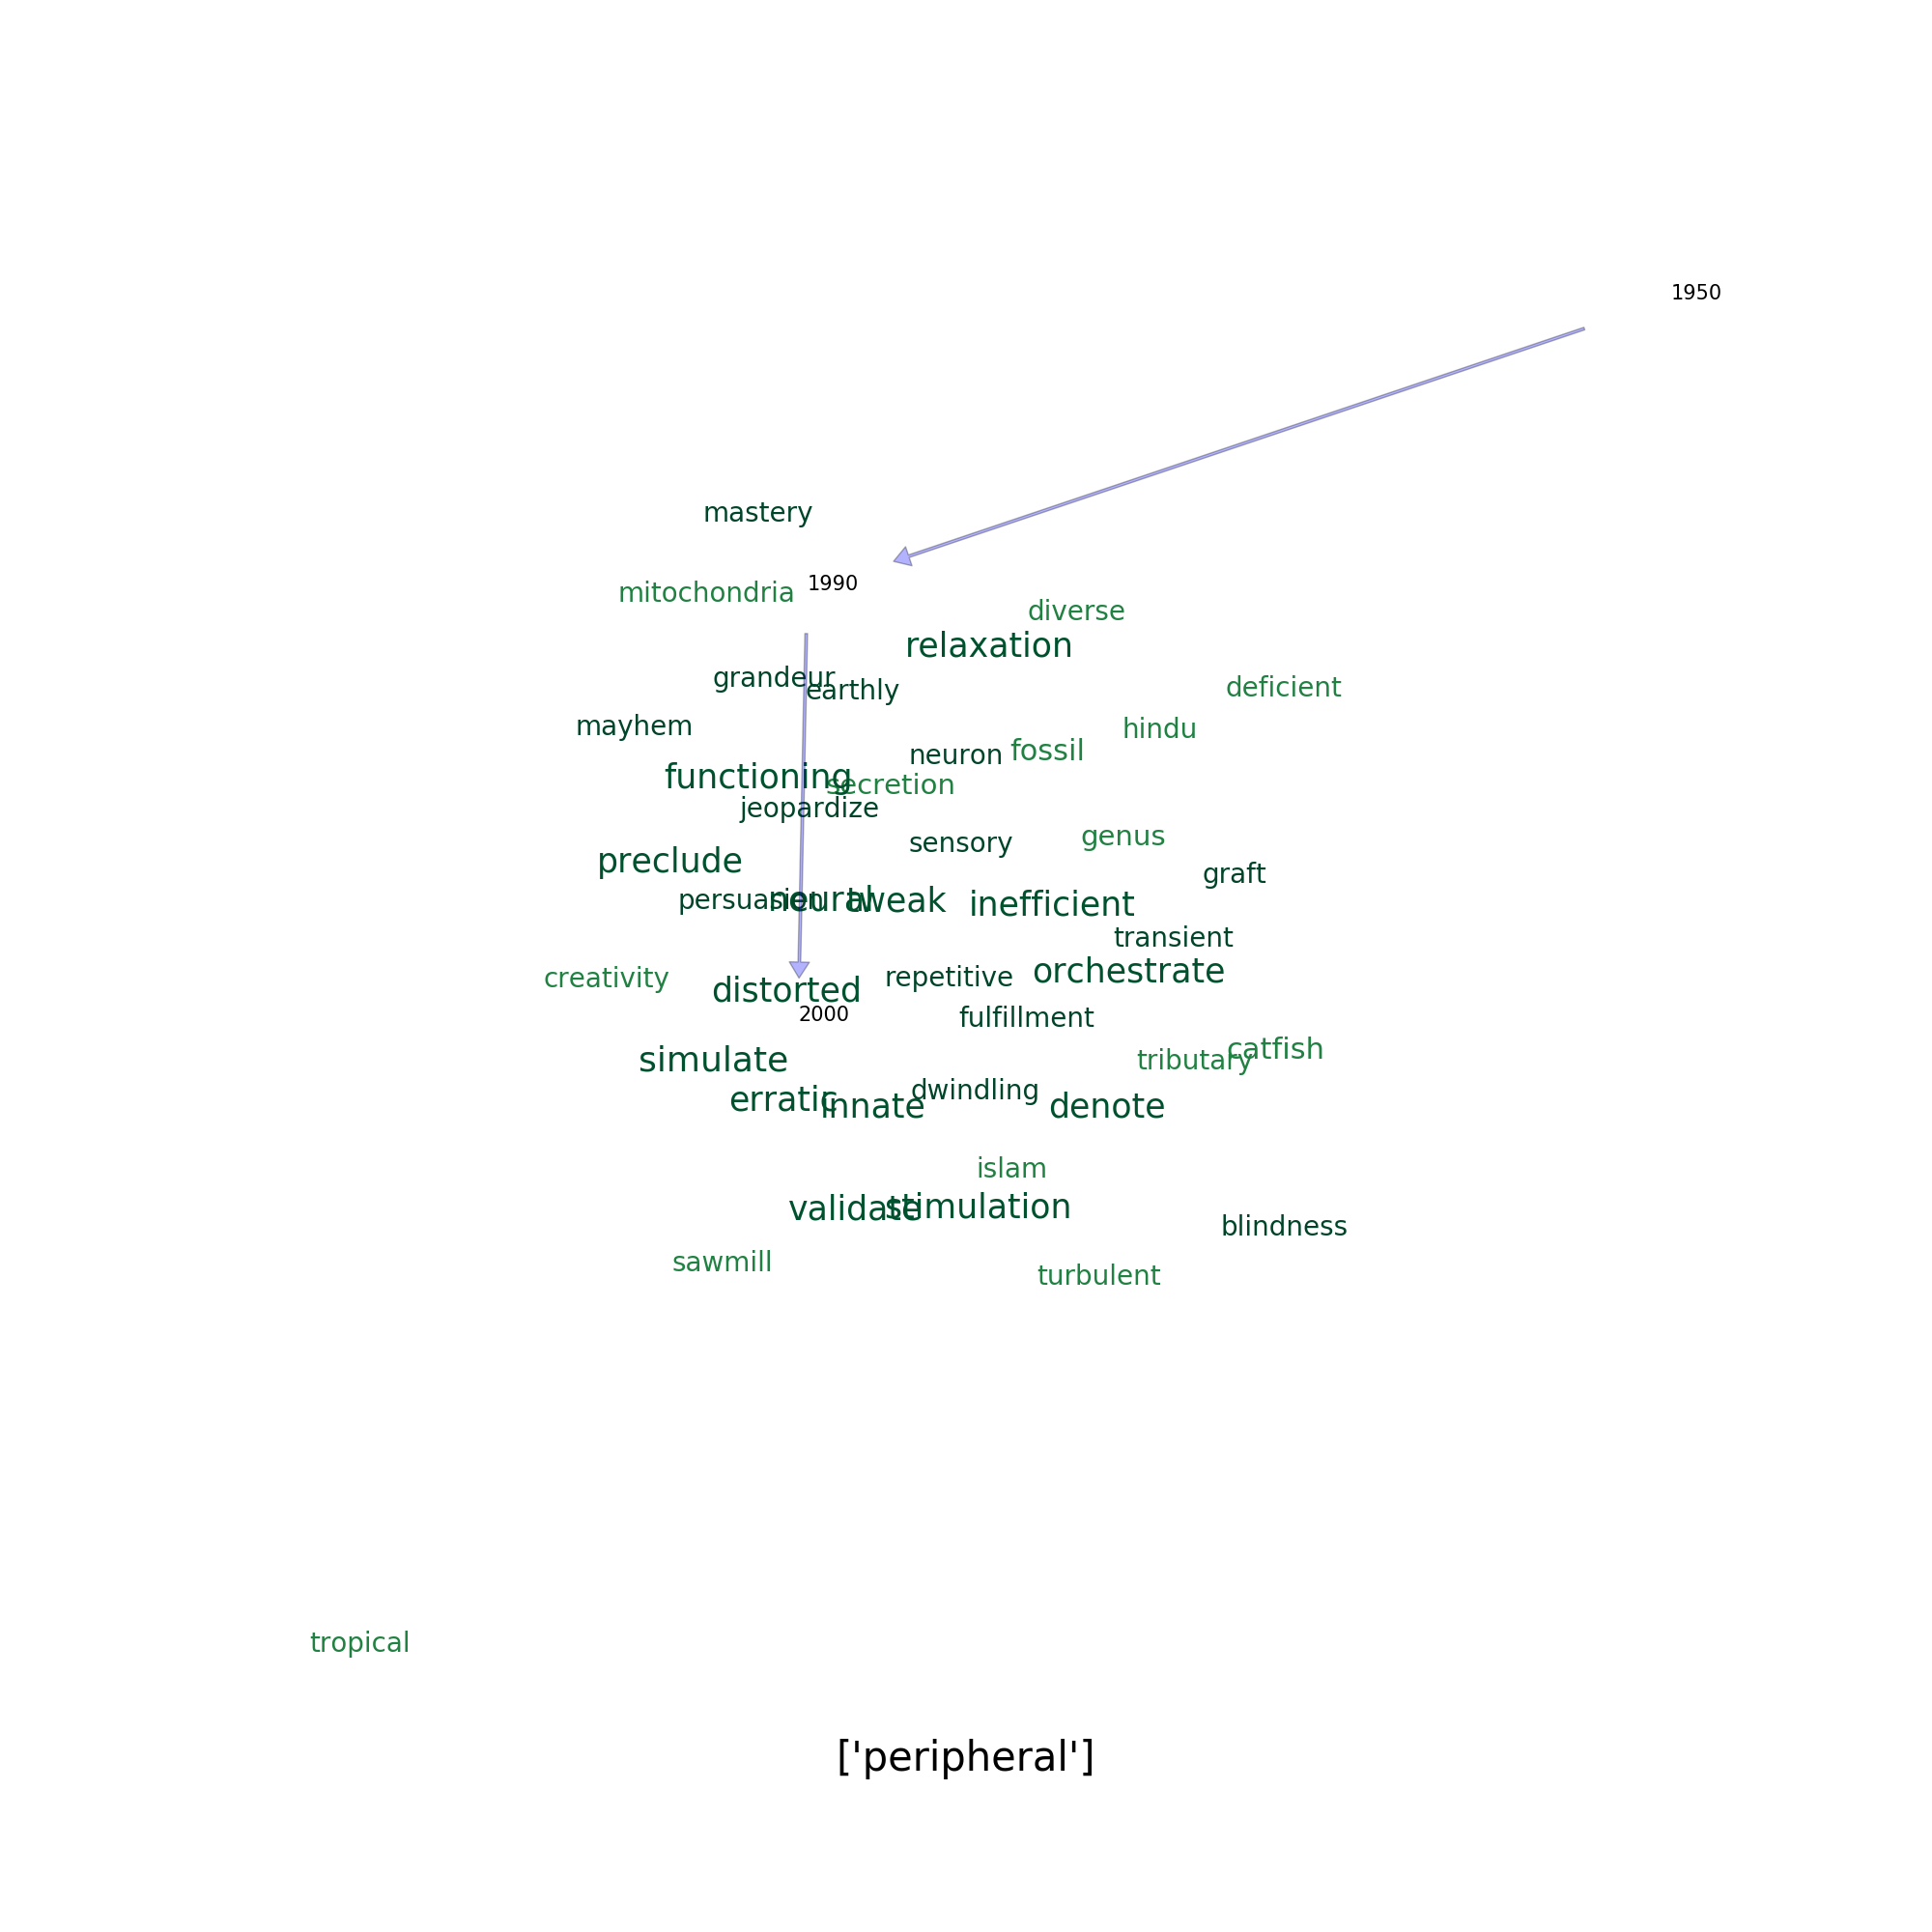 1950
mastery
1990
mitochondria
diverse
relaxation
grandeur
earthly
deficient
mayhem
hindu
neuron
fossil
functioning
secretion
jeopardize
sensory
genus
preclude
graft
persuasion
neural
tweak
inefficient
transient
creativity
distorted
repetitive
orchestrate
2000
fulfillment
simulate
tributary
catfish
erratic
innate
dwindling
denote
islam
validate
stimulation
blindness
sawmill
turbulent
tropical
['peripheral']